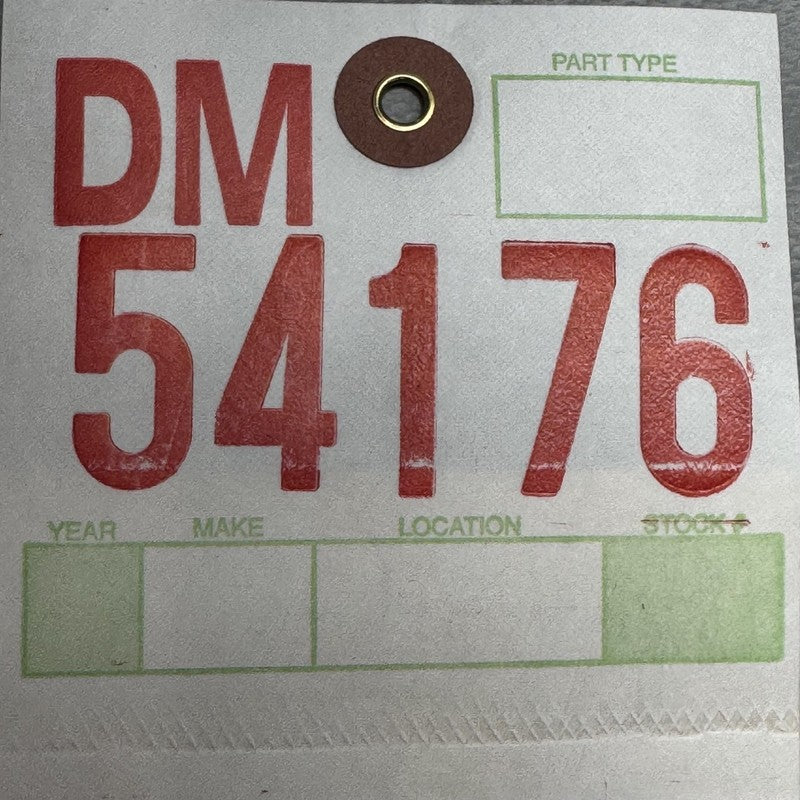 DM
PART TYPE
54176
YEAR MAKE LOCATION STOCK #